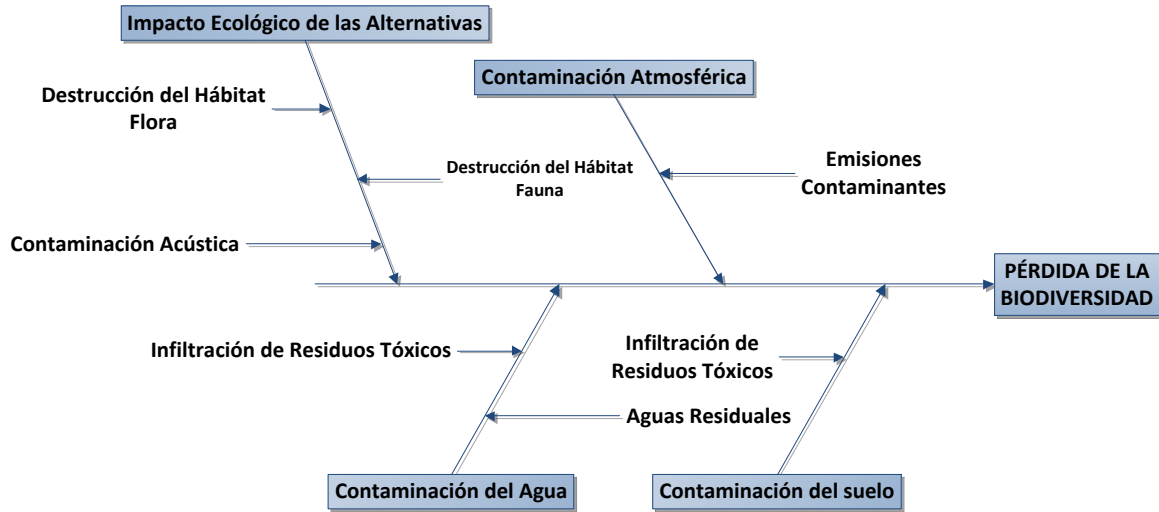 Impacto Ecológico de las Alternativas
Contaminación Atmosférica
Destrucción del Hábitat
Flora
Destrucción del Hábitat
Fauna
Emisiones
Contaminantes
Contaminación Acústica
PÉRDIDA DE LA
BIODIVERSIDAD
Infiltración de Residuos Tóxicos
Infiltración de
Residuos Tóxicos
Aguas Residuales
Contaminación del Agua
Contaminación del suelo